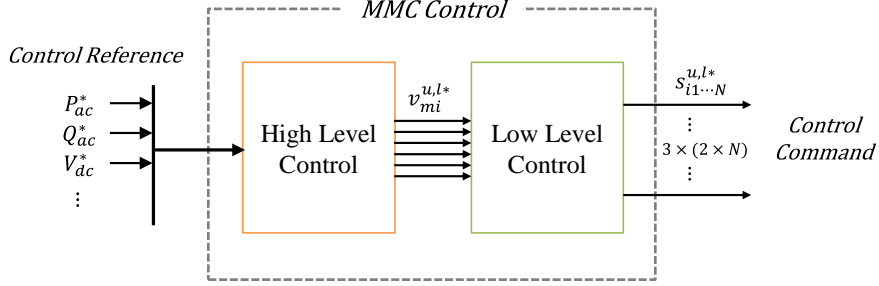 MMC Control
Control Reference
P*ac
Q*ac
V*dc
⋮
High Level
Control
v^{u,l*}_{mi}
Low Level
Control
s^{u,l*}_{i1⋯N}
⋮
3 × (2 × N)
⋮
Control
Command